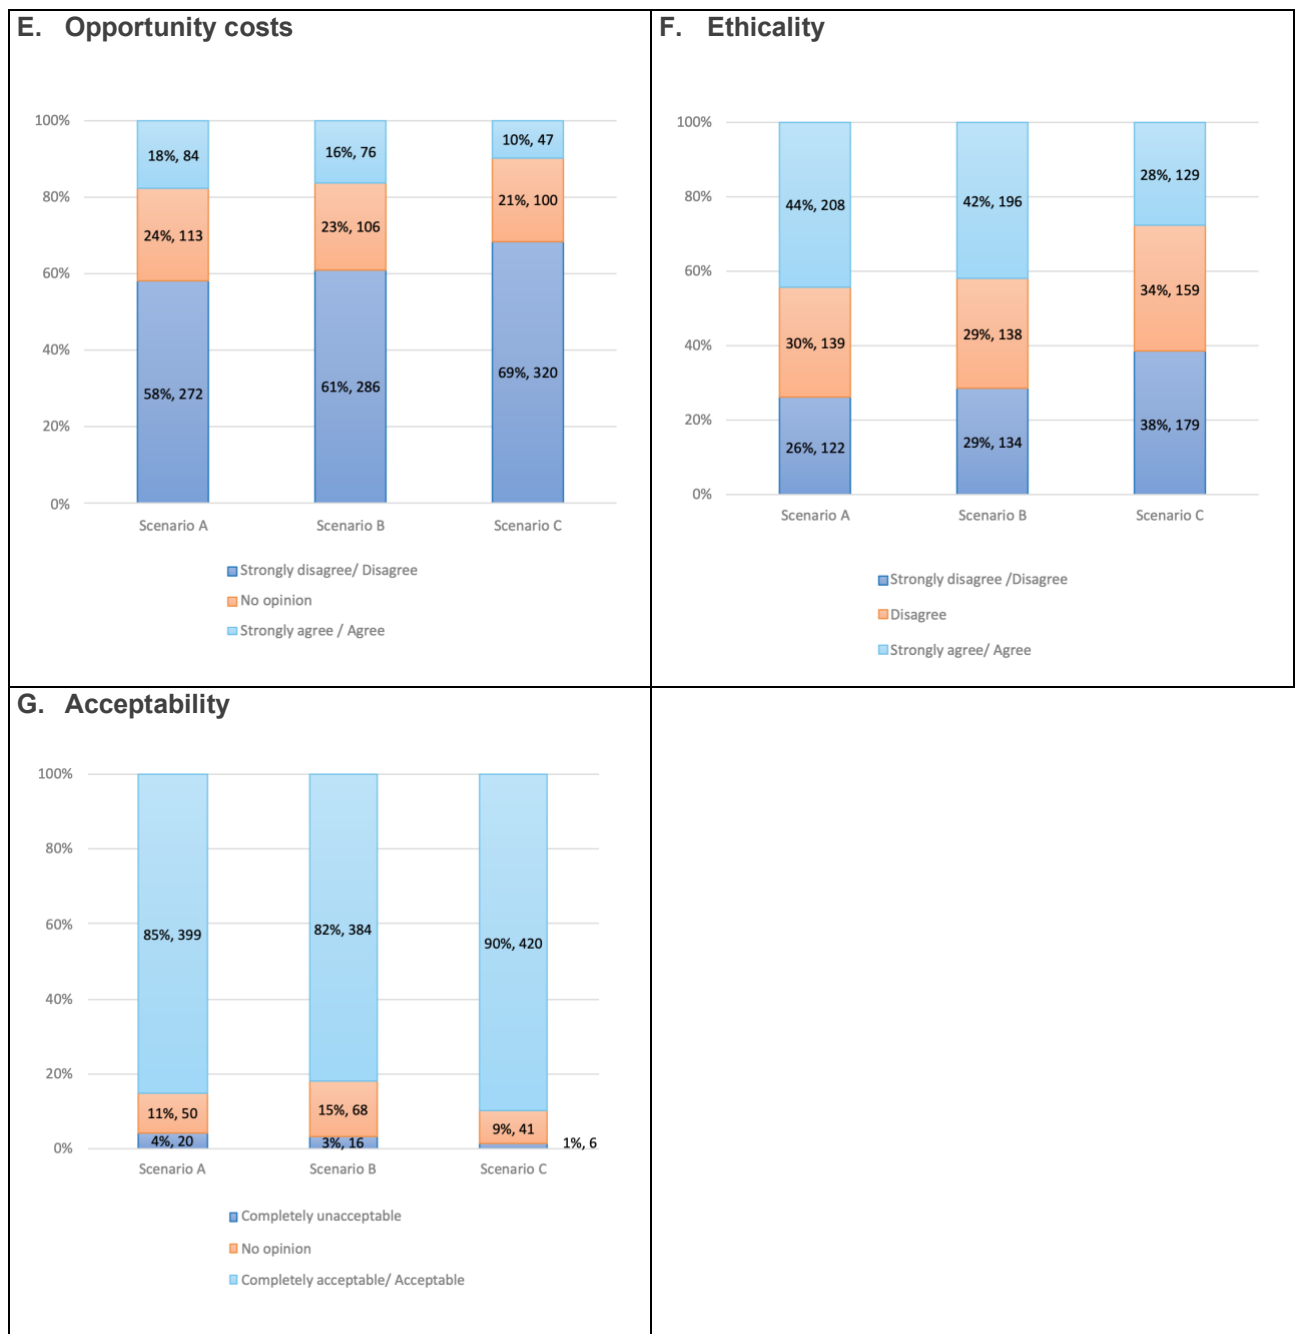 E. Opportunity costs
100%
80%
60%
40%
20%
0%
18%, 84
16%, 76
10%, 47
24%, 113
23%, 106
21%, 100
58%, 272
61%, 286
69%, 320
Scenario A
Scenario B
Scenario C
Strongly disagree/ Disagree
No opinion
Strongly agree / Agree
F. Ethicality
100%
80%
60%
40%
20%
0%
44%, 208
42%, 196
28%, 129
30%, 139
29%, 138
34%, 159
26%, 122
29%, 134
38%, 179
Scenario A
Scenario B
Scenario C
Strongly disagree /Disagree
Disagree
Strongly agree/ Agree
G. Acceptability
100%
80%
60%
40%
20%
0%
85%, 399
82%, 384
90%, 420
11%, 50
15%, 68
9%, 41
4%, 20
3%, 16
1%, 6
Scenario A
Scenario B
Scenario C
Completely unacceptable
No opinion
Completely acceptable/ Acceptable